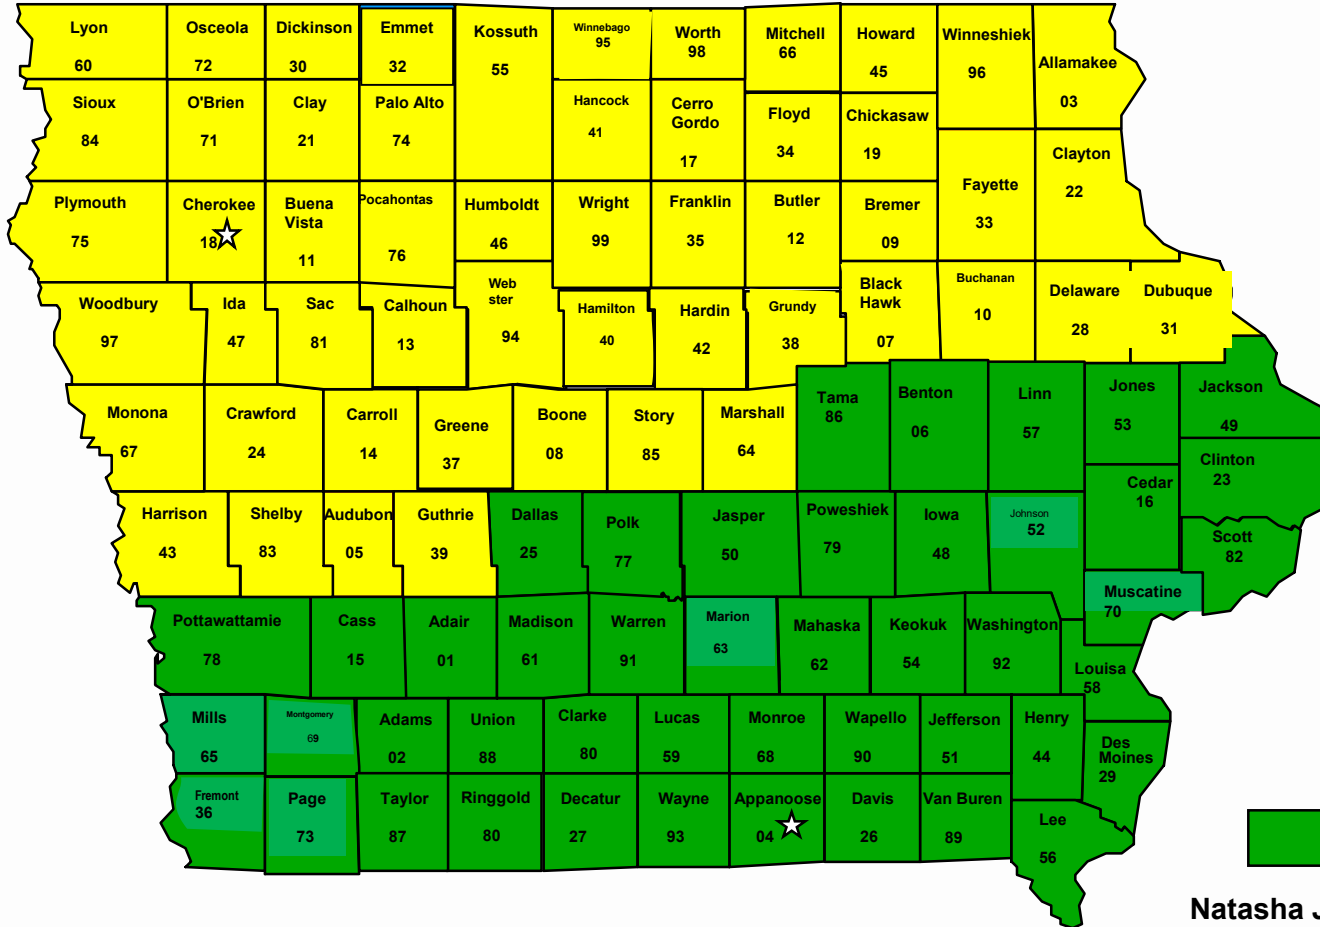 Lyon
60
Osceola
72
Dickinson
30
Emmet
32
Kossuth
55
Winnebago
95
Worth
98
Mitchell
66
Howard
45
Winneshiek
96
Allamakee
03
Sioux
84
O'Brien
71
Clay
21
Palo Alto
74
Hancock
41
Cerro
Gordo
17
Floyd
34
Chickasaw
19
Fayette
33
Clayton
22
Plymouth
75
Cherokee
18
Buena
Vista
11
Pocahontas
76
Humboldt
46
Wright
99
Franklin
35
Butler
12
Bremer
09
Woodbury
97
Ida
47
Sac
81
Calhoun
13
Web
ster
94
Hamilton
40
Hardin
42
Grundy
38
Black
Hawk
07
Buchanan
10
Delaware
28
Dubuque
31
Monona
67
Crawford
24
Carroll
14
Greene
37
Boone
08
Story
85
Marshall
64
Tama
86
Benton
06
Linn
57
Jones
53
Jackson
49
Clinton
23
Cedar
16
Harrison
43
Shelby
83
Audubon
05
Guthrie
39
Dallas
25
Polk
77
Jasper
50
Poweshiek
79
Iowa
48
Johnson
52
Scott
82
Muscatine
70
Pottawattamie
78
Cass
15
Adair
01
Madison
61
Warren
91
Marion
63
Mahaska
62
Keokuk
54
Washington
92
Louisa
58
Mills
65
Montgomery
69
Adams
02
Union
88
Clarke
80
Lucas
59
Monroe
68
Wapello
90
Jefferson
51
Henry
44
Des
Moines
29
Fremont
36
Page
73
Taylor
87
Ringgold
80
Decatur
27
Wayne
93
Appanoose
04
Davis
26
Van Buren
89
Lee
56
Natasha J